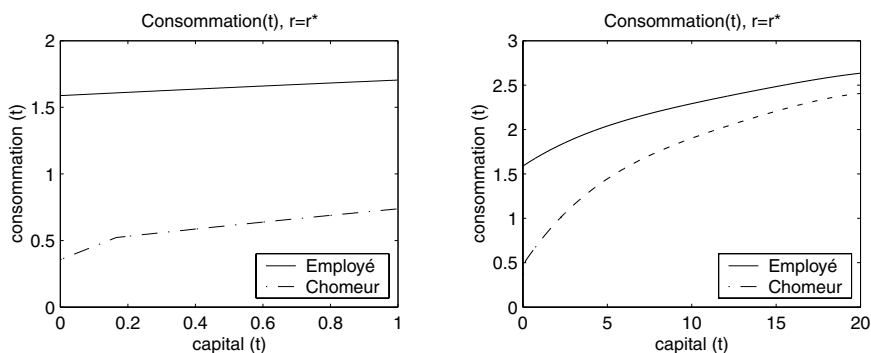 Consommation(t), r=r*
2
1.5
1
0.5
0
consommation (t)
0
0.2
0.4
0.6
0.8
1
capital (t)
Employé
Chomeur
Consommation(t), r=r*
3
2.5
2
1.5
1
0.5
0
consommation (t)
0
5
10
15
20
capital (t)
Employé
Chomeur